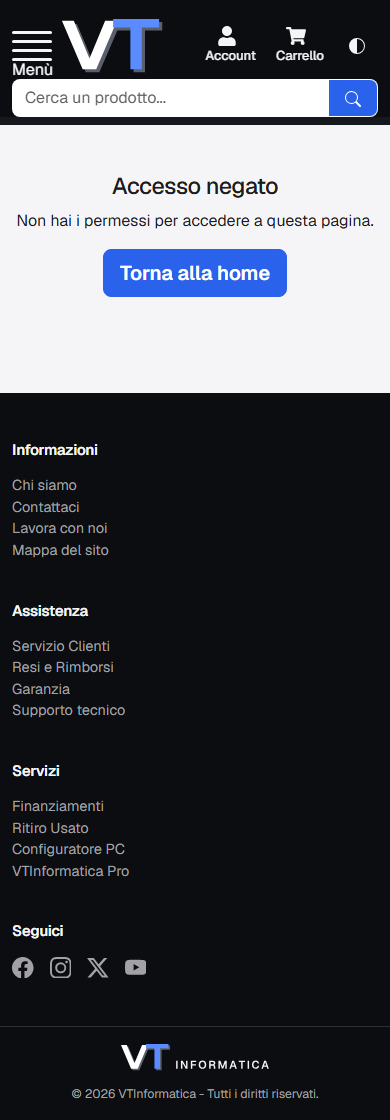 Menù
VT
Account
Carrello
Cerca un prodotto...
Accesso negato
Non hai i permessi per accedere a questa pagina.
Torna alla home
Informazioni
Chi siamo
Contattaci
Lavora con noi
Mappa del sito
Assistenza
Servizio Clienti
Resi e Rimborsi
Garanzia
Supporto tecnico
Servizi
Finanziamenti
Ritiro Usato
Configuratore PC
VTInformatica Pro
Seguici
VT INFORMATICA
© 2026 VTInformatica - Tutti i diritti riservati.